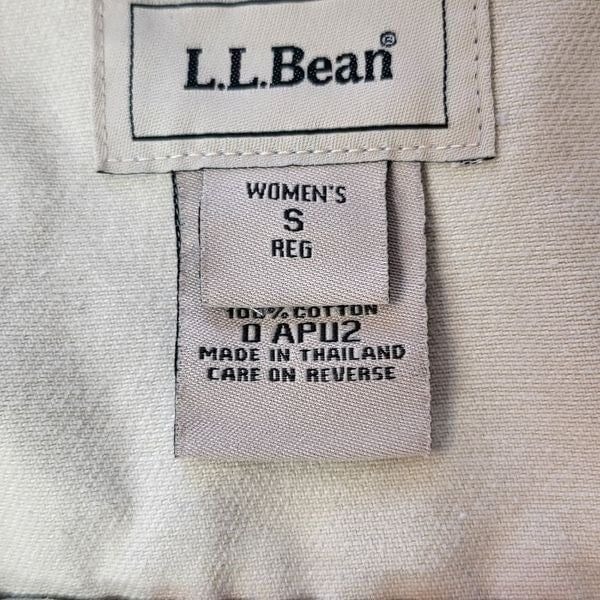 L.L.Bean®
WOMEN'S
S
REG
100% COTTON
0 APU2
MADE IN THAILAND
CARE ON REVERSE